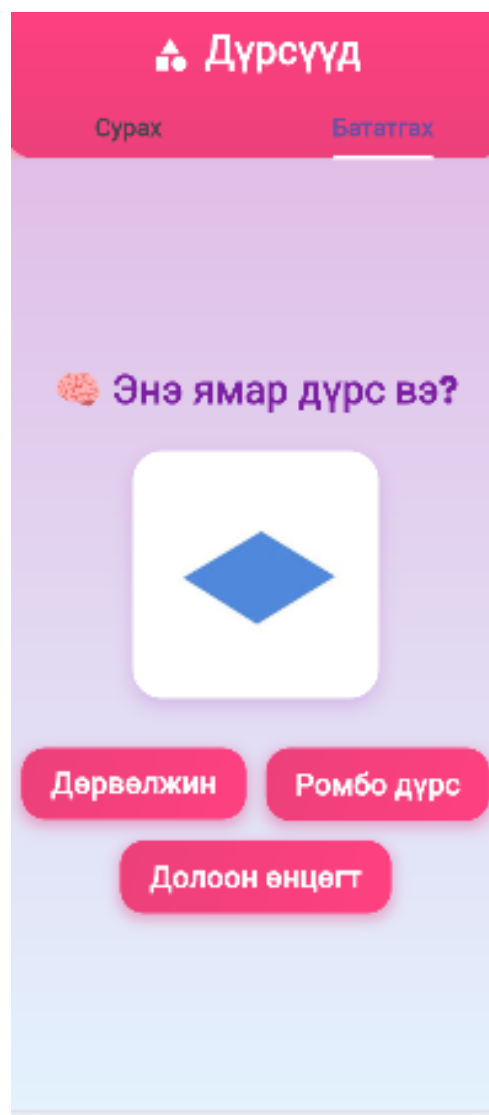 Дүрсүүд
Сурах Бататгах
Энэ ямар дүрс вэ?
Дөрвөлжин Ромбо дүрс
Долоон өнцөгт